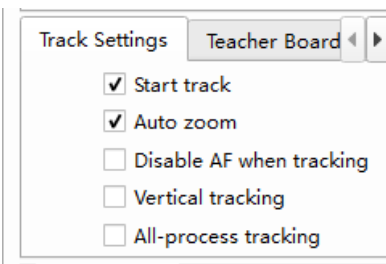 Track Settings
Teacher Board
Start track
Auto zoom
Disable AF when tracking
Vertical tracking
All-process tracking